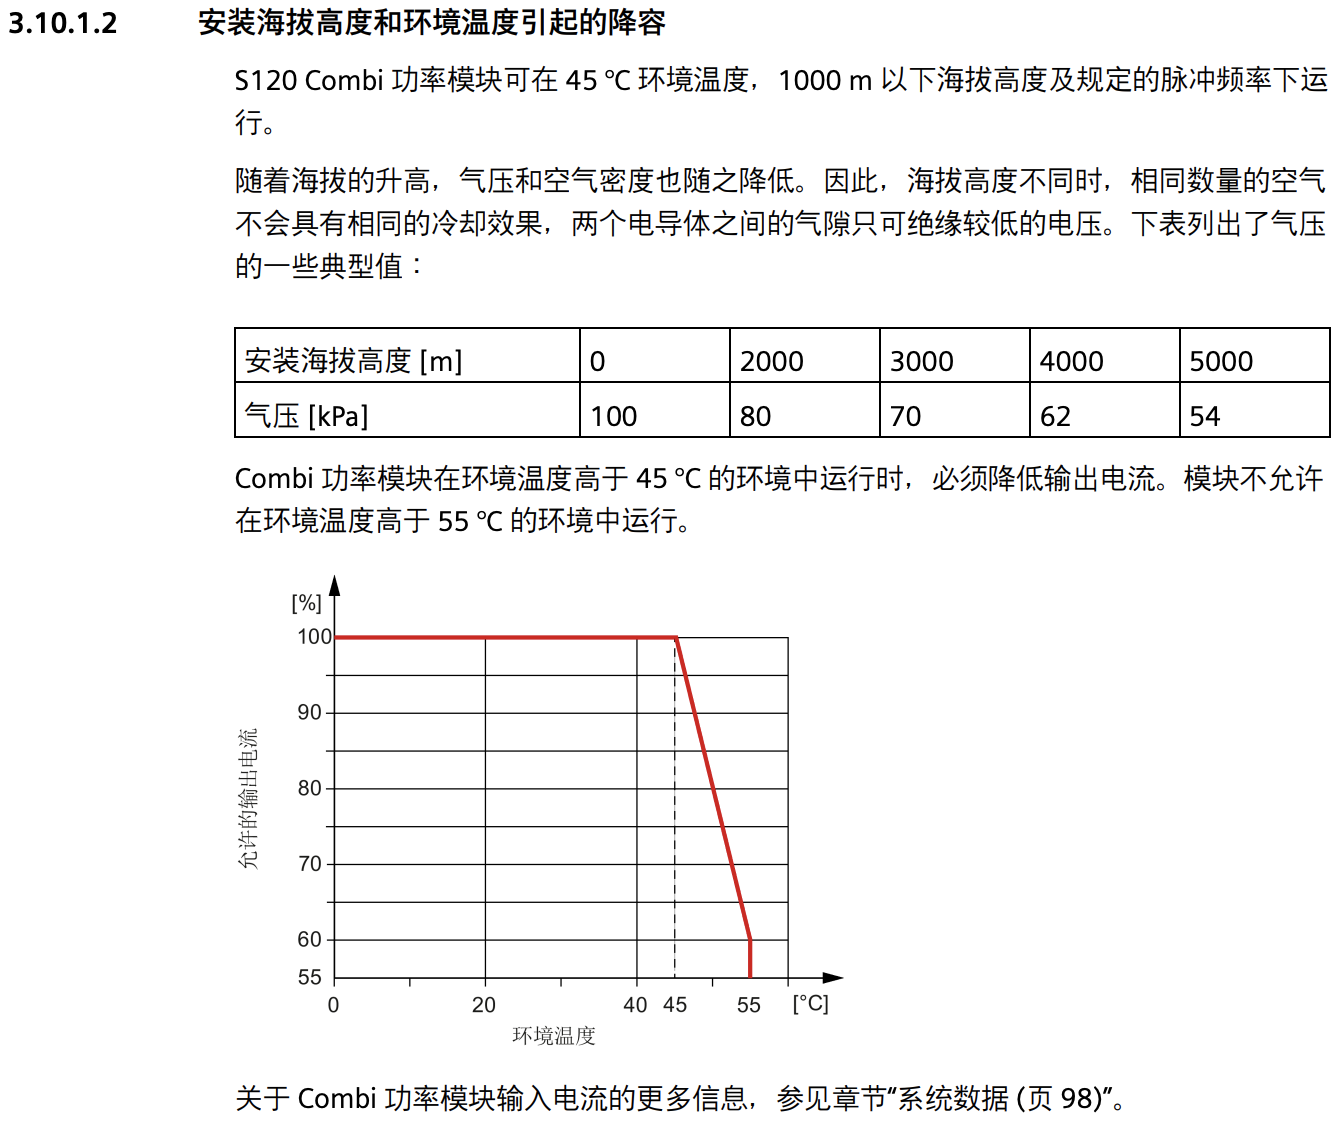 3.10.1.2 安装海拔高度和环境温度引起的降容
S120 Combi 功率模块可在 45 ℃ 环境温度，1000 m 以下海拔高度及规定的脉冲频率下运
行。
随着海拔的升高，气压和空气密度也随之降低。因此，海拔高度不同时，相同数量的空气
不会具有相同的冷却效果，两个电导体之间的气隙只可绝缘较低的电压。下表列出了气压
的一些典型值：
安装海拔高度 [m] 0 2000 3000 4000 5000
气压 [kPa] 100 80 70 62 54
Combi 功率模块在环境温度高于 45 ℃ 的环境中运行时，必须降低输出电流。模块不允许
在环境温度高于 55 ℃ 的环境中运行。
[%]
100
90
80
70
60
55
允许的输出电流
0 20 40 45 55 [°C]
环境温度
关于 Combi 功率模块输入电流的更多信息，参见章节“系统数据 (页 98)”。